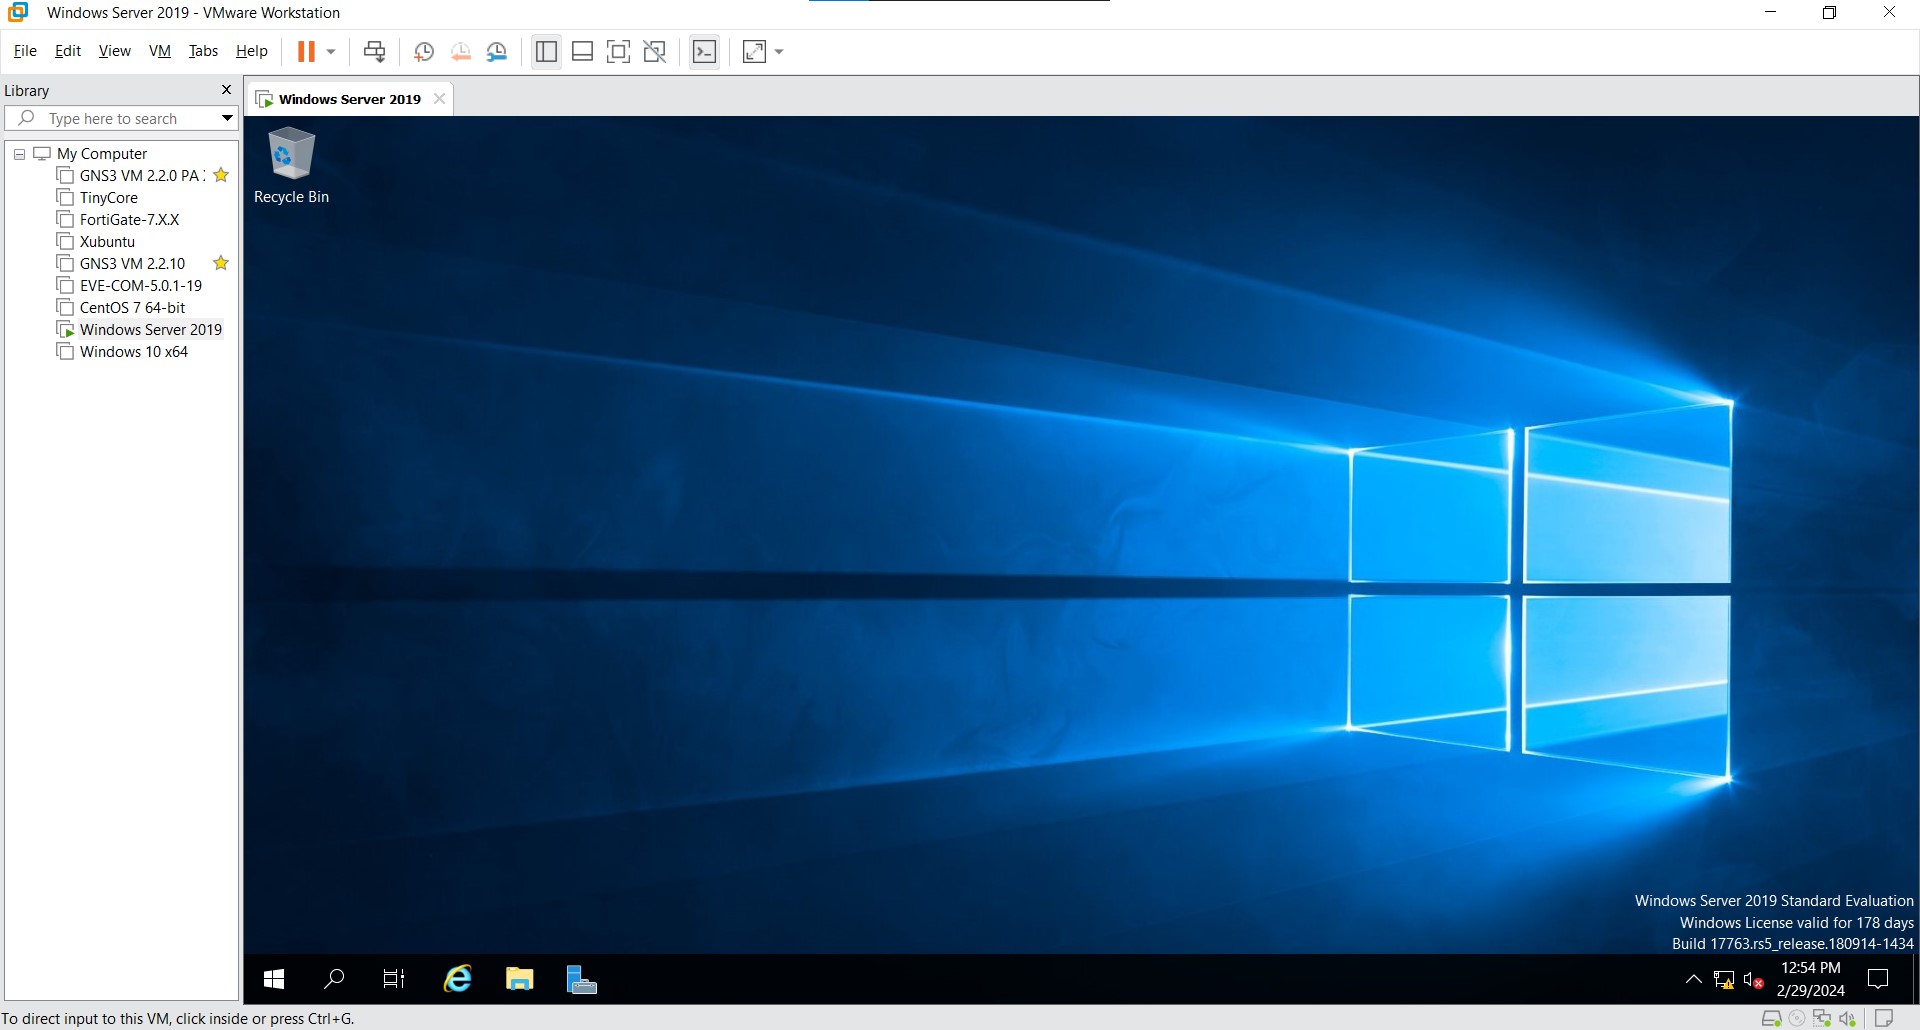 Windows Server 2019 - VMware Workstation
File Edit View VM Tabs Help
Library
Type here to search
My Computer
GNS3 VM 2.2.0 PA
TinyCore
FortiGate-7.X.X
Xubuntu
GNS3 VM 2.2.10
EVE-COM-5.0.1-19
CentOS 7 64-bit
Windows Server 2019
Windows 10 x64
Windows Server 2019
Recycle Bin
Windows Server 2019 Standard Evaluation
Windows License valid for 178 days
Build 17763.rs5_release.180914-1434
12:54 PM
2/29/2024
To direct input to this VM, click inside or press Ctrl+G.